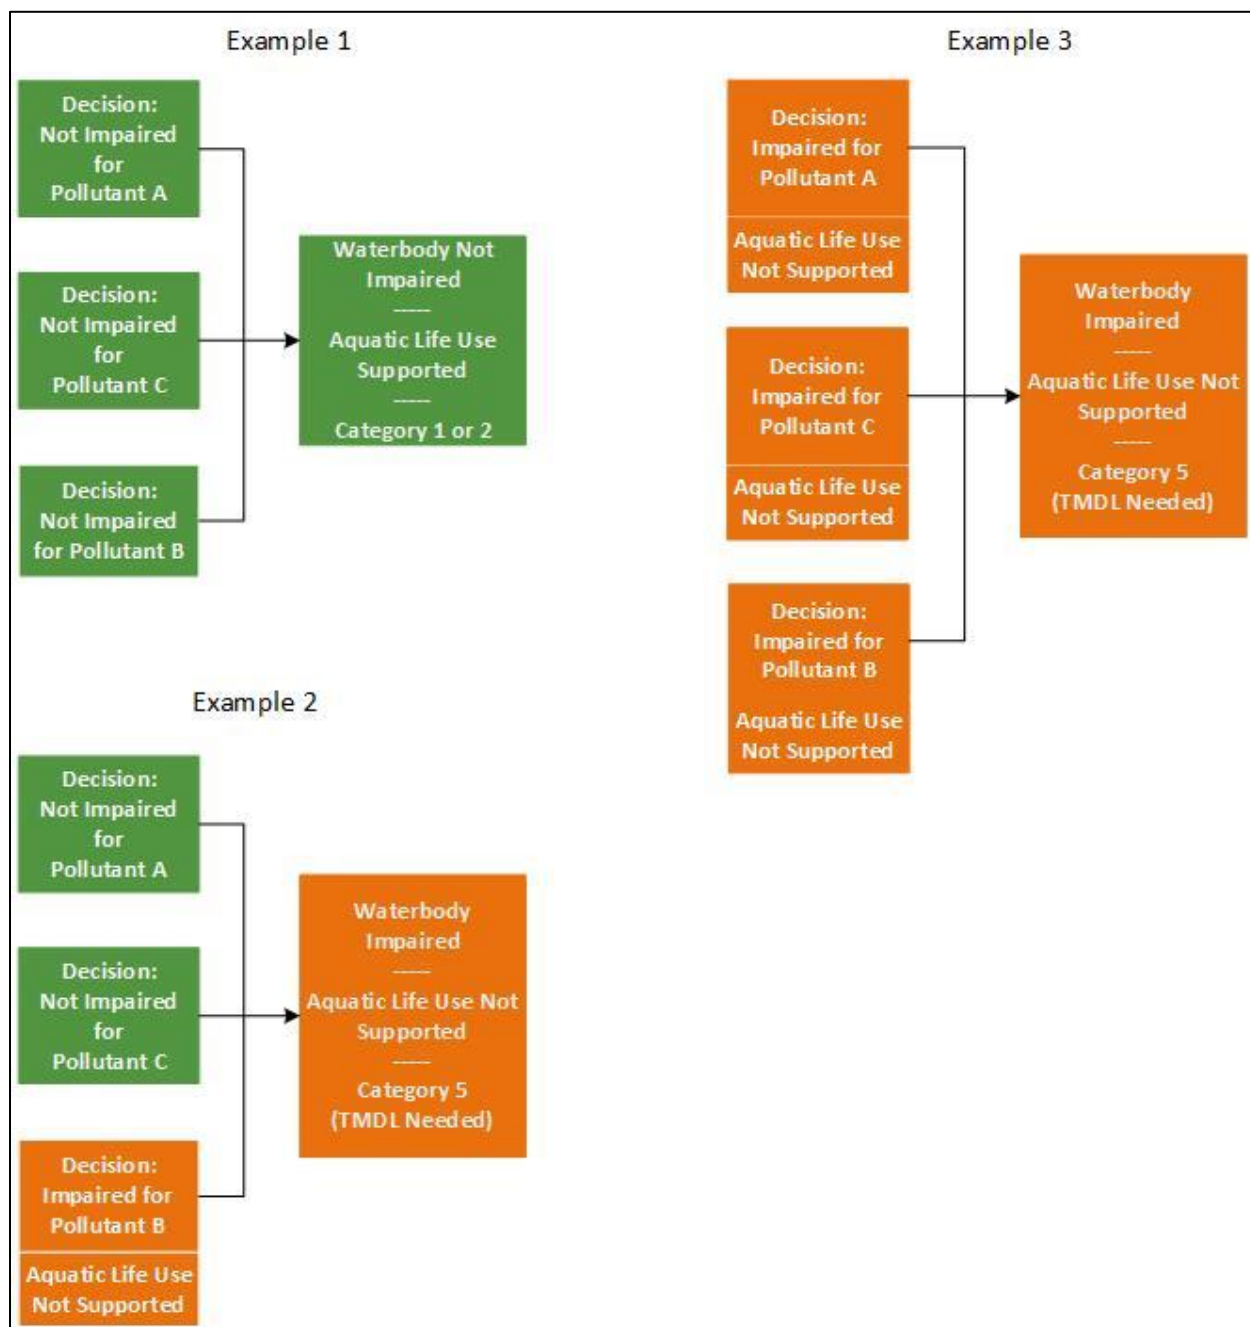 Example 1
Decision:
Not Impaired
for
Pollutant A
Decision:
Not Impaired
for
Pollutant C
Decision:
Not Impaired
for Pollutant B
Waterbody Not
Impaired
-----
Aquatic Life Use
Supported
-----
Category 1 or 2
Example 2
Decision:
Not Impaired
for
Pollutant A
Decision:
Not Impaired
for
Pollutant C
Decision:
Impaired for
Pollutant B
Aquatic Life Use
Not Supported
Waterbody
Impaired
-----
Aquatic Life Use Not
Supported
-----
Category 5
(TMDL Needed)
Example 3
Decision:
Impaired for
Pollutant A
Aquatic Life Use
Not Supported
Decision:
Impaired for
Pollutant C
Aquatic Life Use
Not Supported
Decision:
Impaired for
Pollutant B
Aquatic Life Use
Not Supported
Waterbody
Impaired
-----
Aquatic Life Use Not
Supported
-----
Category 5
(TMDL Needed)